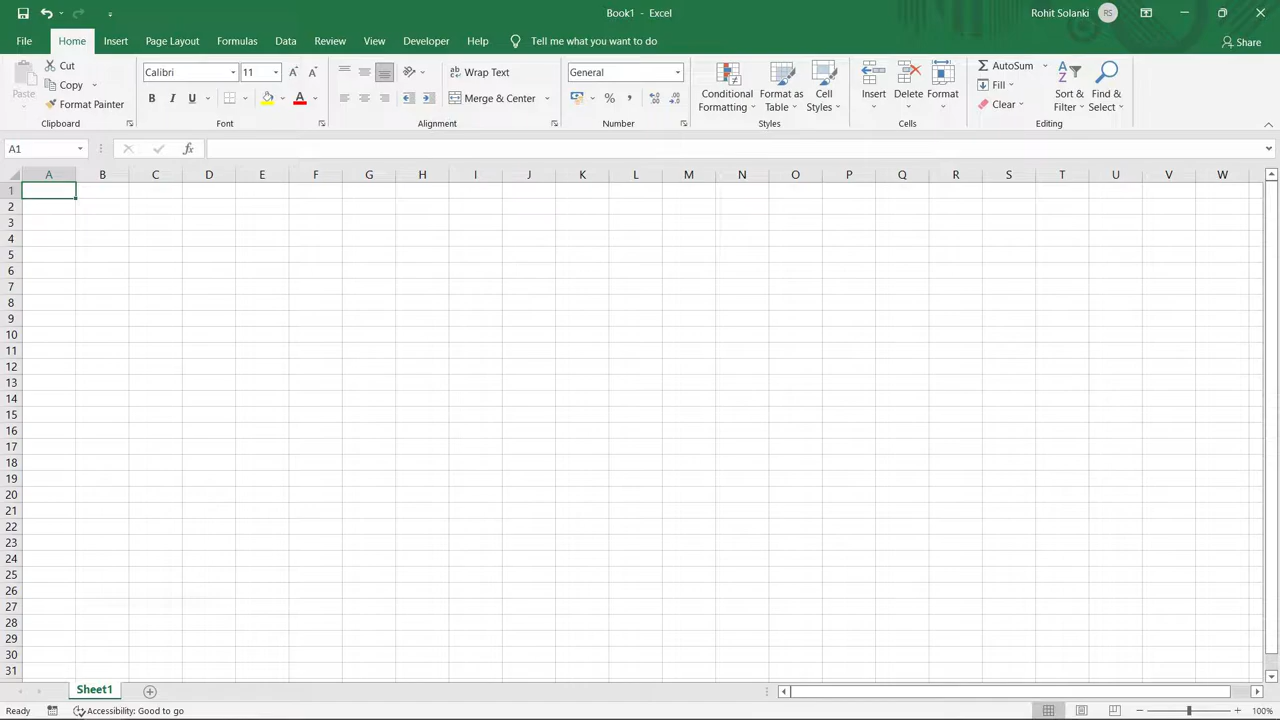 Book1 - Excel
Rohit Solanki RS
File Home Insert Page Layout Formulas Data Review View Developer Help Tell me what you want to do Share
Paste
Cut
Copy
Format Painter
Clipboard
Calibri 11
B I U
Font
Wrap Text
Merge & Center
Alignment
General
Number
Conditional Formatting
Format as Table
Cell Styles
Styles
Insert Delete Format
Cells
AutoSum
Fill
Clear
Sort & Filter
Find & Select
Editing
A1 fx
A B C D E F G H I J K L M N O P Q R S T U V W
1
2
3
4
5
6
7
8
9
10
11
12
13
14
15
16
17
18
19
20
21
22
23
24
25
26
27
28
29
30
31
Sheet1
Ready Accessibility: Good to go 100%